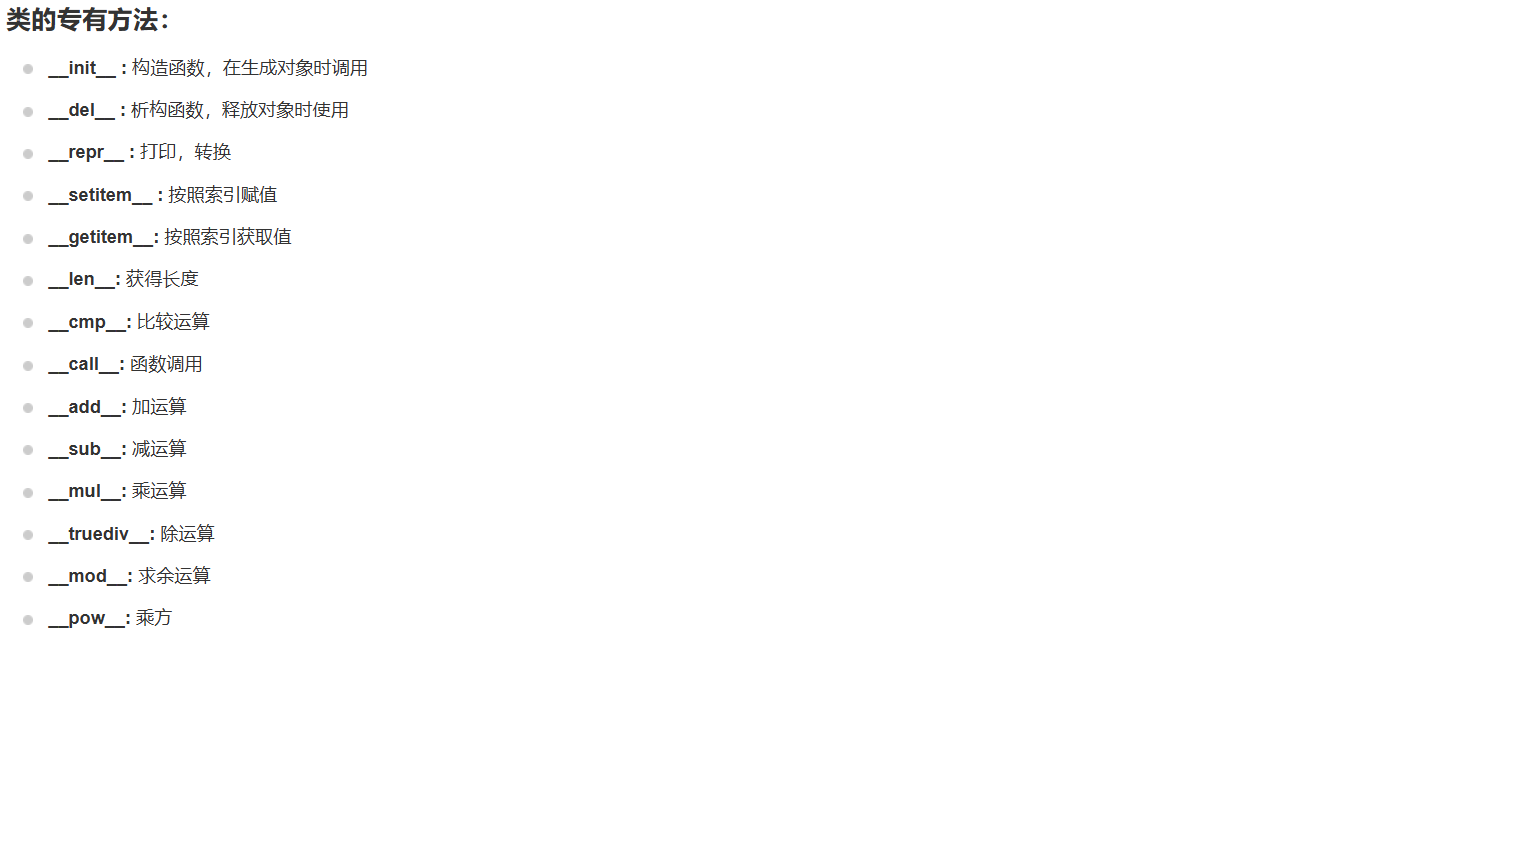 类的专有方法：
__init__ : 构造函数，在生成对象时调用
__del__ : 析构函数，释放对象时使用
__repr__ : 打印，转换
__setitem__ : 按照索引赋值
__getitem__: 按照索引获取值
__len__: 获得长度
__cmp__: 比较运算
__call__: 函数调用
__add__: 加运算
__sub__: 减运算
__mul__: 乘运算
__truediv__: 除运算
__mod__: 求余运算
__pow__: 乘方